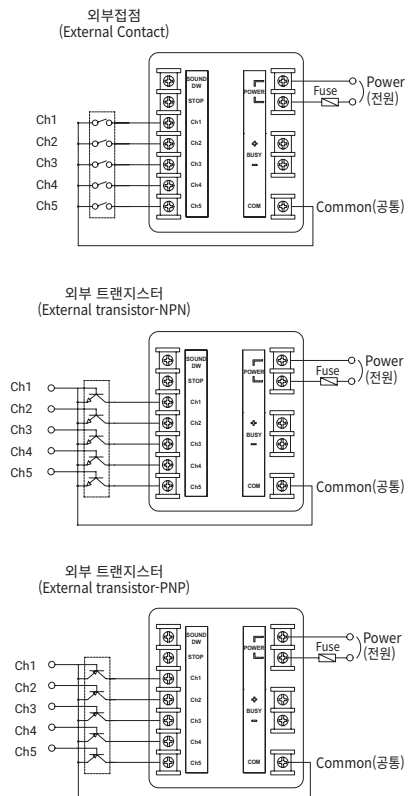 외부접점
(External Contact)
SOUND
DW
STOP
Ch1
Ch2
Ch3
Ch4
Ch5
POWER
BUSY
COM
Ch1
Ch2
Ch3
Ch4
Ch5
Fuse
Power
(전원)
Common(공통)
외부 트랜지스터
(External transistor-NPN)
SOUND
DW
STOP
Ch1
Ch2
Ch3
Ch4
Ch5
POWER
BUSY
COM
Ch1
Ch2
Ch3
Ch4
Ch5
Fuse
Power
(전원)
Common(공통)
외부 트랜지스터
(External transistor-PNP)
SOUND
DW
STOP
Ch1
Ch2
Ch3
Ch4
Ch5
POWER
BUSY
COM
Ch1
Ch2
Ch3
Ch4
Ch5
Fuse
Power
(전원)
Common(공통)